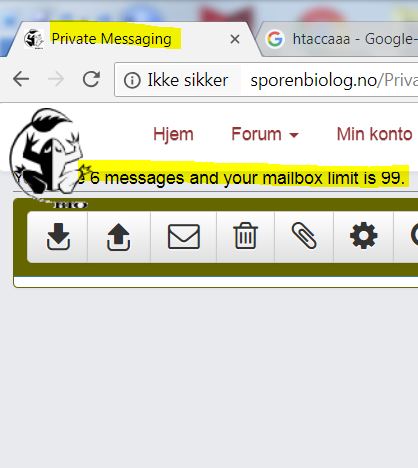 Private Messaging
htaccaaa - Google-
Ikke sikker
sporenbiolog.no/Priva
Hjem
Forum
Min konto
6 messages and your mailbox limit is 99.
BIO